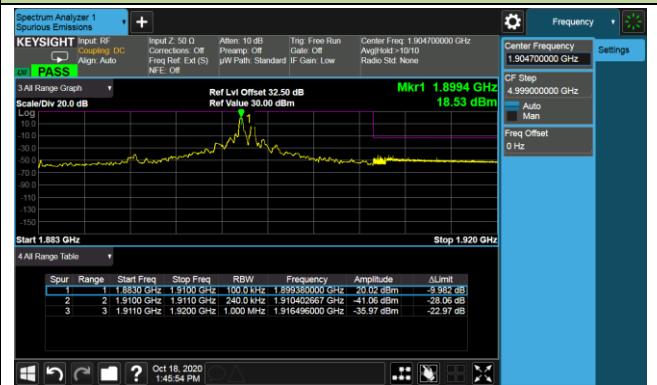 Spectrum Analyzer 1
Spurious Emissions
Frequency
KEYSIGHT
Input: RF
Coupling: DC
Align: Auto
Input Z: 50 Ω
Corrections: Off
Freq Ref: Ext (S)
NFE: Off
Atten: 10 dB
Preamp: Off
µW Path: Standard
Trig: Free Run
Gate: Off
IF Gain: Low
Center Freq: 1.904700000 GHz
Avg|Hold:>10/10
Radio Std: None
PASS
Center Frequency
1.904700000 GHz
Settings
CF Step
4.999000000 GHz
Auto
Man
Freq Offset
0 Hz
3 All Range Graph
Scale/Div 20.0 dB
Ref Lvl Offset 32.50 dB
Ref Value 30.00 dBm
Mkr1 1.8994 GHz
18.53 dBm
Log
10.0
-10.0
-30.0
-50.0
-70.0
-90.0
-110
-130
-150
1
Start 1.883 GHz
Stop 1.920 GHz
4 All Range Table
Spur Range Start Freq Stop Freq RBW Frequency Amplitude ΔLimit
1 1 1.8830 GHz 1.9100 GHz 100.0 kHz 1.899380000 GHz 20.02 dBm -9.982 dB
2 2 1.9100 GHz 1.9110 GHz 240.0 kHz 1.910402667 GHz -41.06 dBm -28.06 dB
3 3 1.9110 GHz 1.9200 GHz 1.000 MHz 1.916496000 GHz -35.97 dBm -22.97 dB
?
Oct 18, 2020
1:45:54 PM